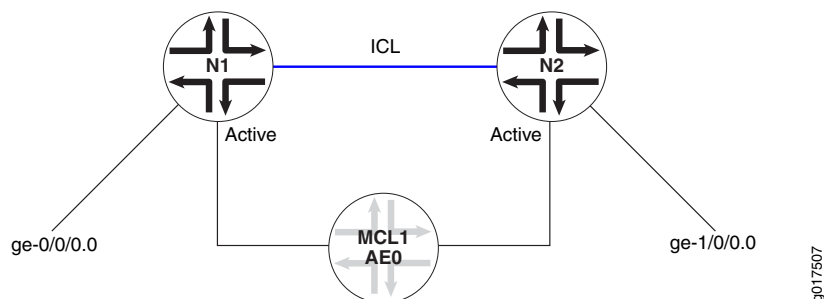 ICL
N1
N2
Active
Active
MCL1
AE0
ge-0/0/0.0
ge-1/0/0.0
g017507